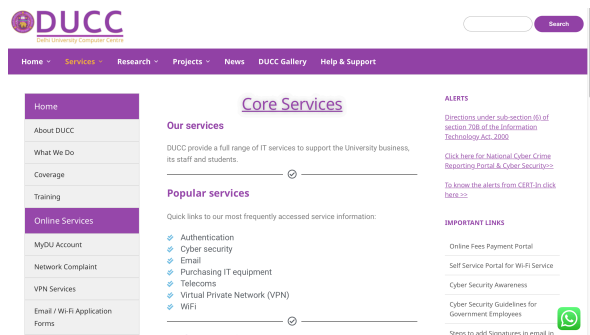 DUCC
Delhi University Computer Centre
Search
Home
Services
Research
Projects
News
DUCC Gallery
Help & Support
Home
About DUCC
What We Do
Coverage
Training
Online Services
MyDU Account
Network Complaint
VPN Services
Email / Wi-Fi Application
Forms
Core Services
Our services
DUCC provide a full range of IT services to support the University business,
its staff and students.
Popular services
Quick links to our most frequently accessed service information:
Authentication
Cyber security
Email
Purchasing IT equipment
Telecoms
Virtual Private Network (VPN)
WiFi
ALERTS
Directions under sub-section (6) of
section 70B of the Information
Technology Act, 2000
Click here for National Cyber Crime
Reporting Portal & Cyber Security>>
To know the alerts from CERT-In click
here >>
IMPORTANT LINKS
Online Fees Payment Portal
Self Service Portal for Wi-Fi Service
Cyber Security Awareness
Cyber Security Guidelines for
Government Employees
Steps to add Signatures in email in